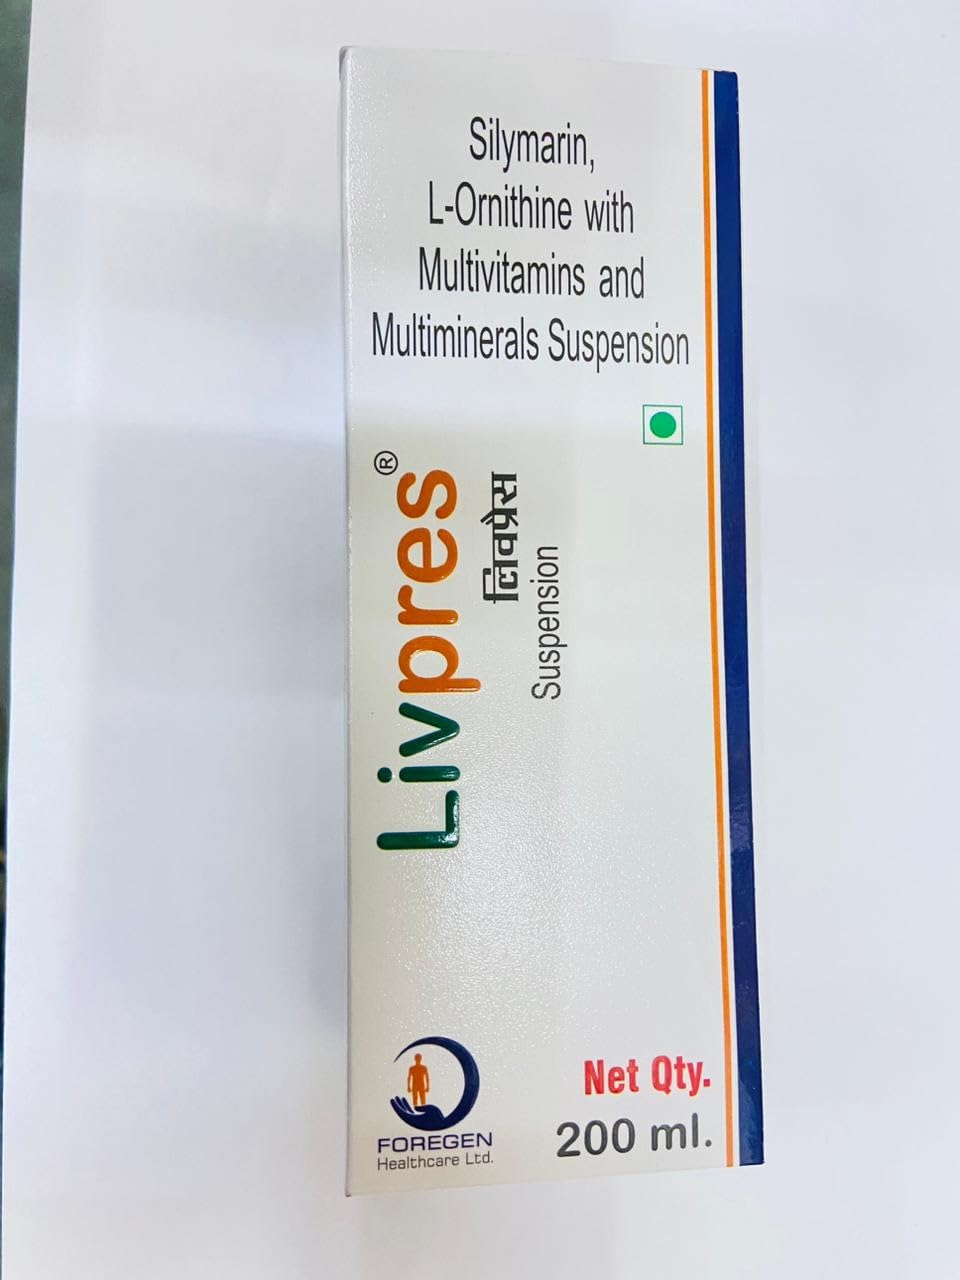 Silymarin,
L-Ornithine with
Multivitamins and
Multiminerals Suspension
Livpres®
लिवप्रेस
Suspension
FOREGEN
Healthcare Ltd.
Net Qty.
200 ml.